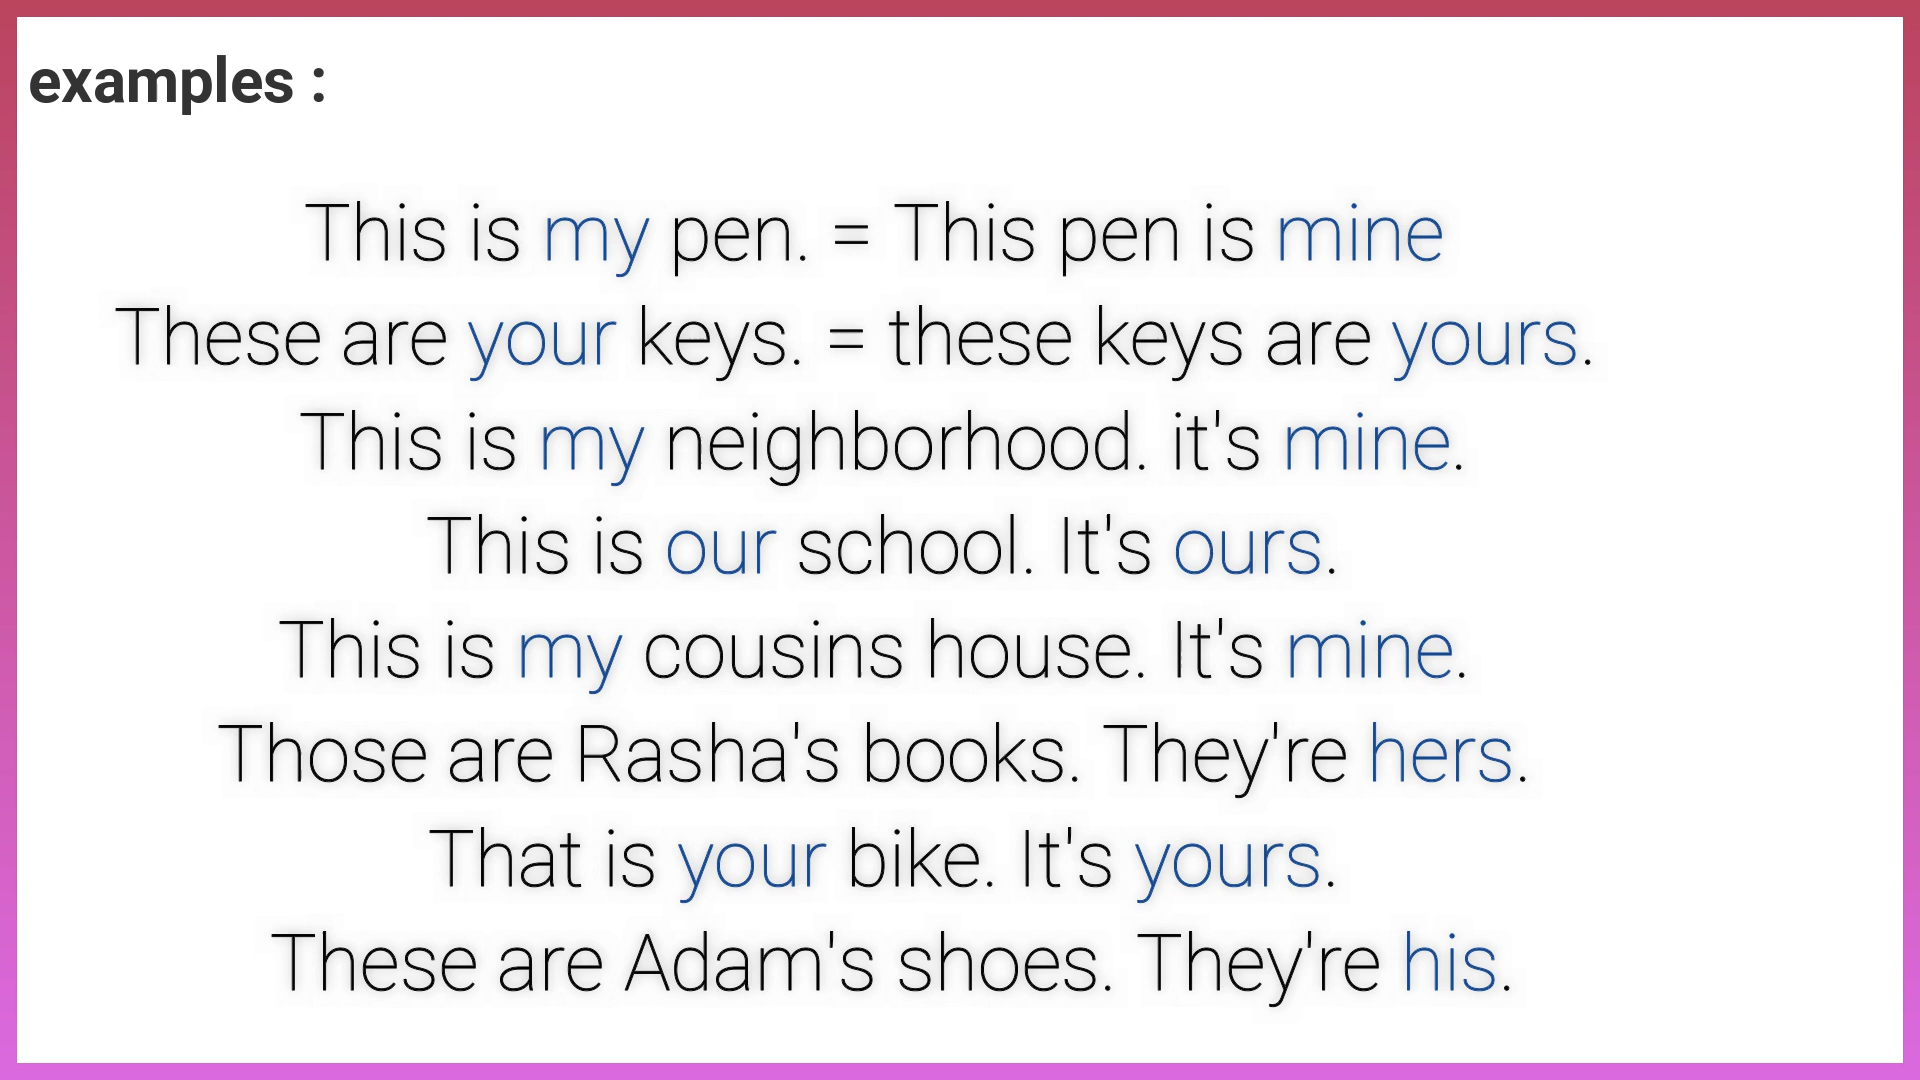 examples :
This is my pen. = This pen is mine
These are your keys. = these keys are yours.
This is my neighborhood. it's mine.
This is our school. It's ours.
This is my cousins house. It's mine.
Those are Rasha's books. They're hers.
That is your bike. It's yours.
These are Adam's shoes. They're his.